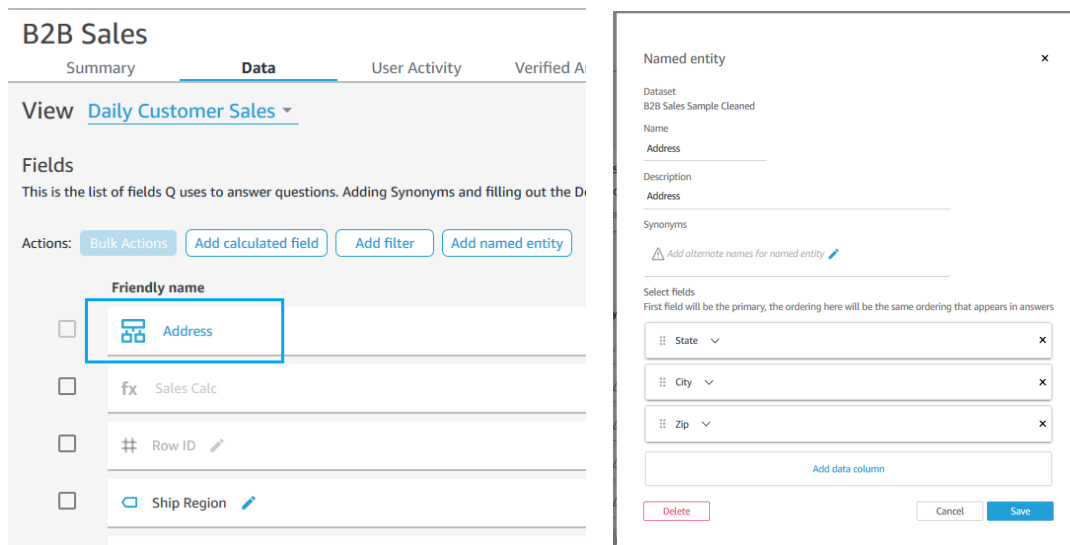 B2B Sales
Summary Data User Activity Verified
View Daily Customer Sales
Fields
This is the list of fields Q uses to answer questions. Adding Synonyms and filling out the
Actions: Bulk Actions Add calculated field Add filter Add named entity
Friendly name
Address
fx Sales Calc
# Row ID
Ship Region
Named entity
Dataset
B2B Sales Sample Cleaned
Name
Address
Description
Address
Synonyms
Add alternate names for named entity
Select fields
First field will be the primary, the ordering here will be the same ordering that appears in answers
State
City
Zip
Add data column
Delete Cancel Save